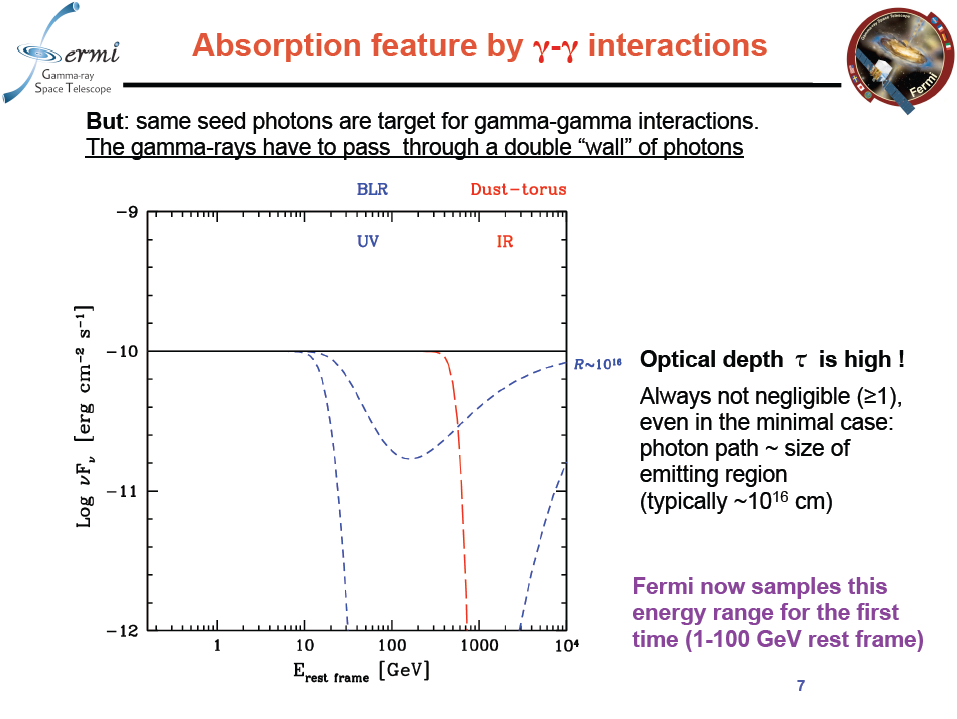 Fermi
Gamma-ray
Space Telescope
Absorption feature by γ-γ interactions
Gamma-ray Space Telescope
Fermi
But: same seed photons are target for gamma-gamma interactions.
The gamma-rays have to pass through a double “wall” of photons
BLR Dust-torus
UV IR
-9
-10
-11
-12
Log νFν [erg cm⁻² s⁻¹]
R~10¹⁶
1 10 100 1000 10⁴
E rest frame [GeV]
Optical depth τ is high !
Always not negligible (≥1),
even in the minimal case:
photon path ~ size of
emitting region
(typically ~10¹⁶ cm)
Fermi now samples this
energy range for the first
time (1-100 GeV rest frame)
7